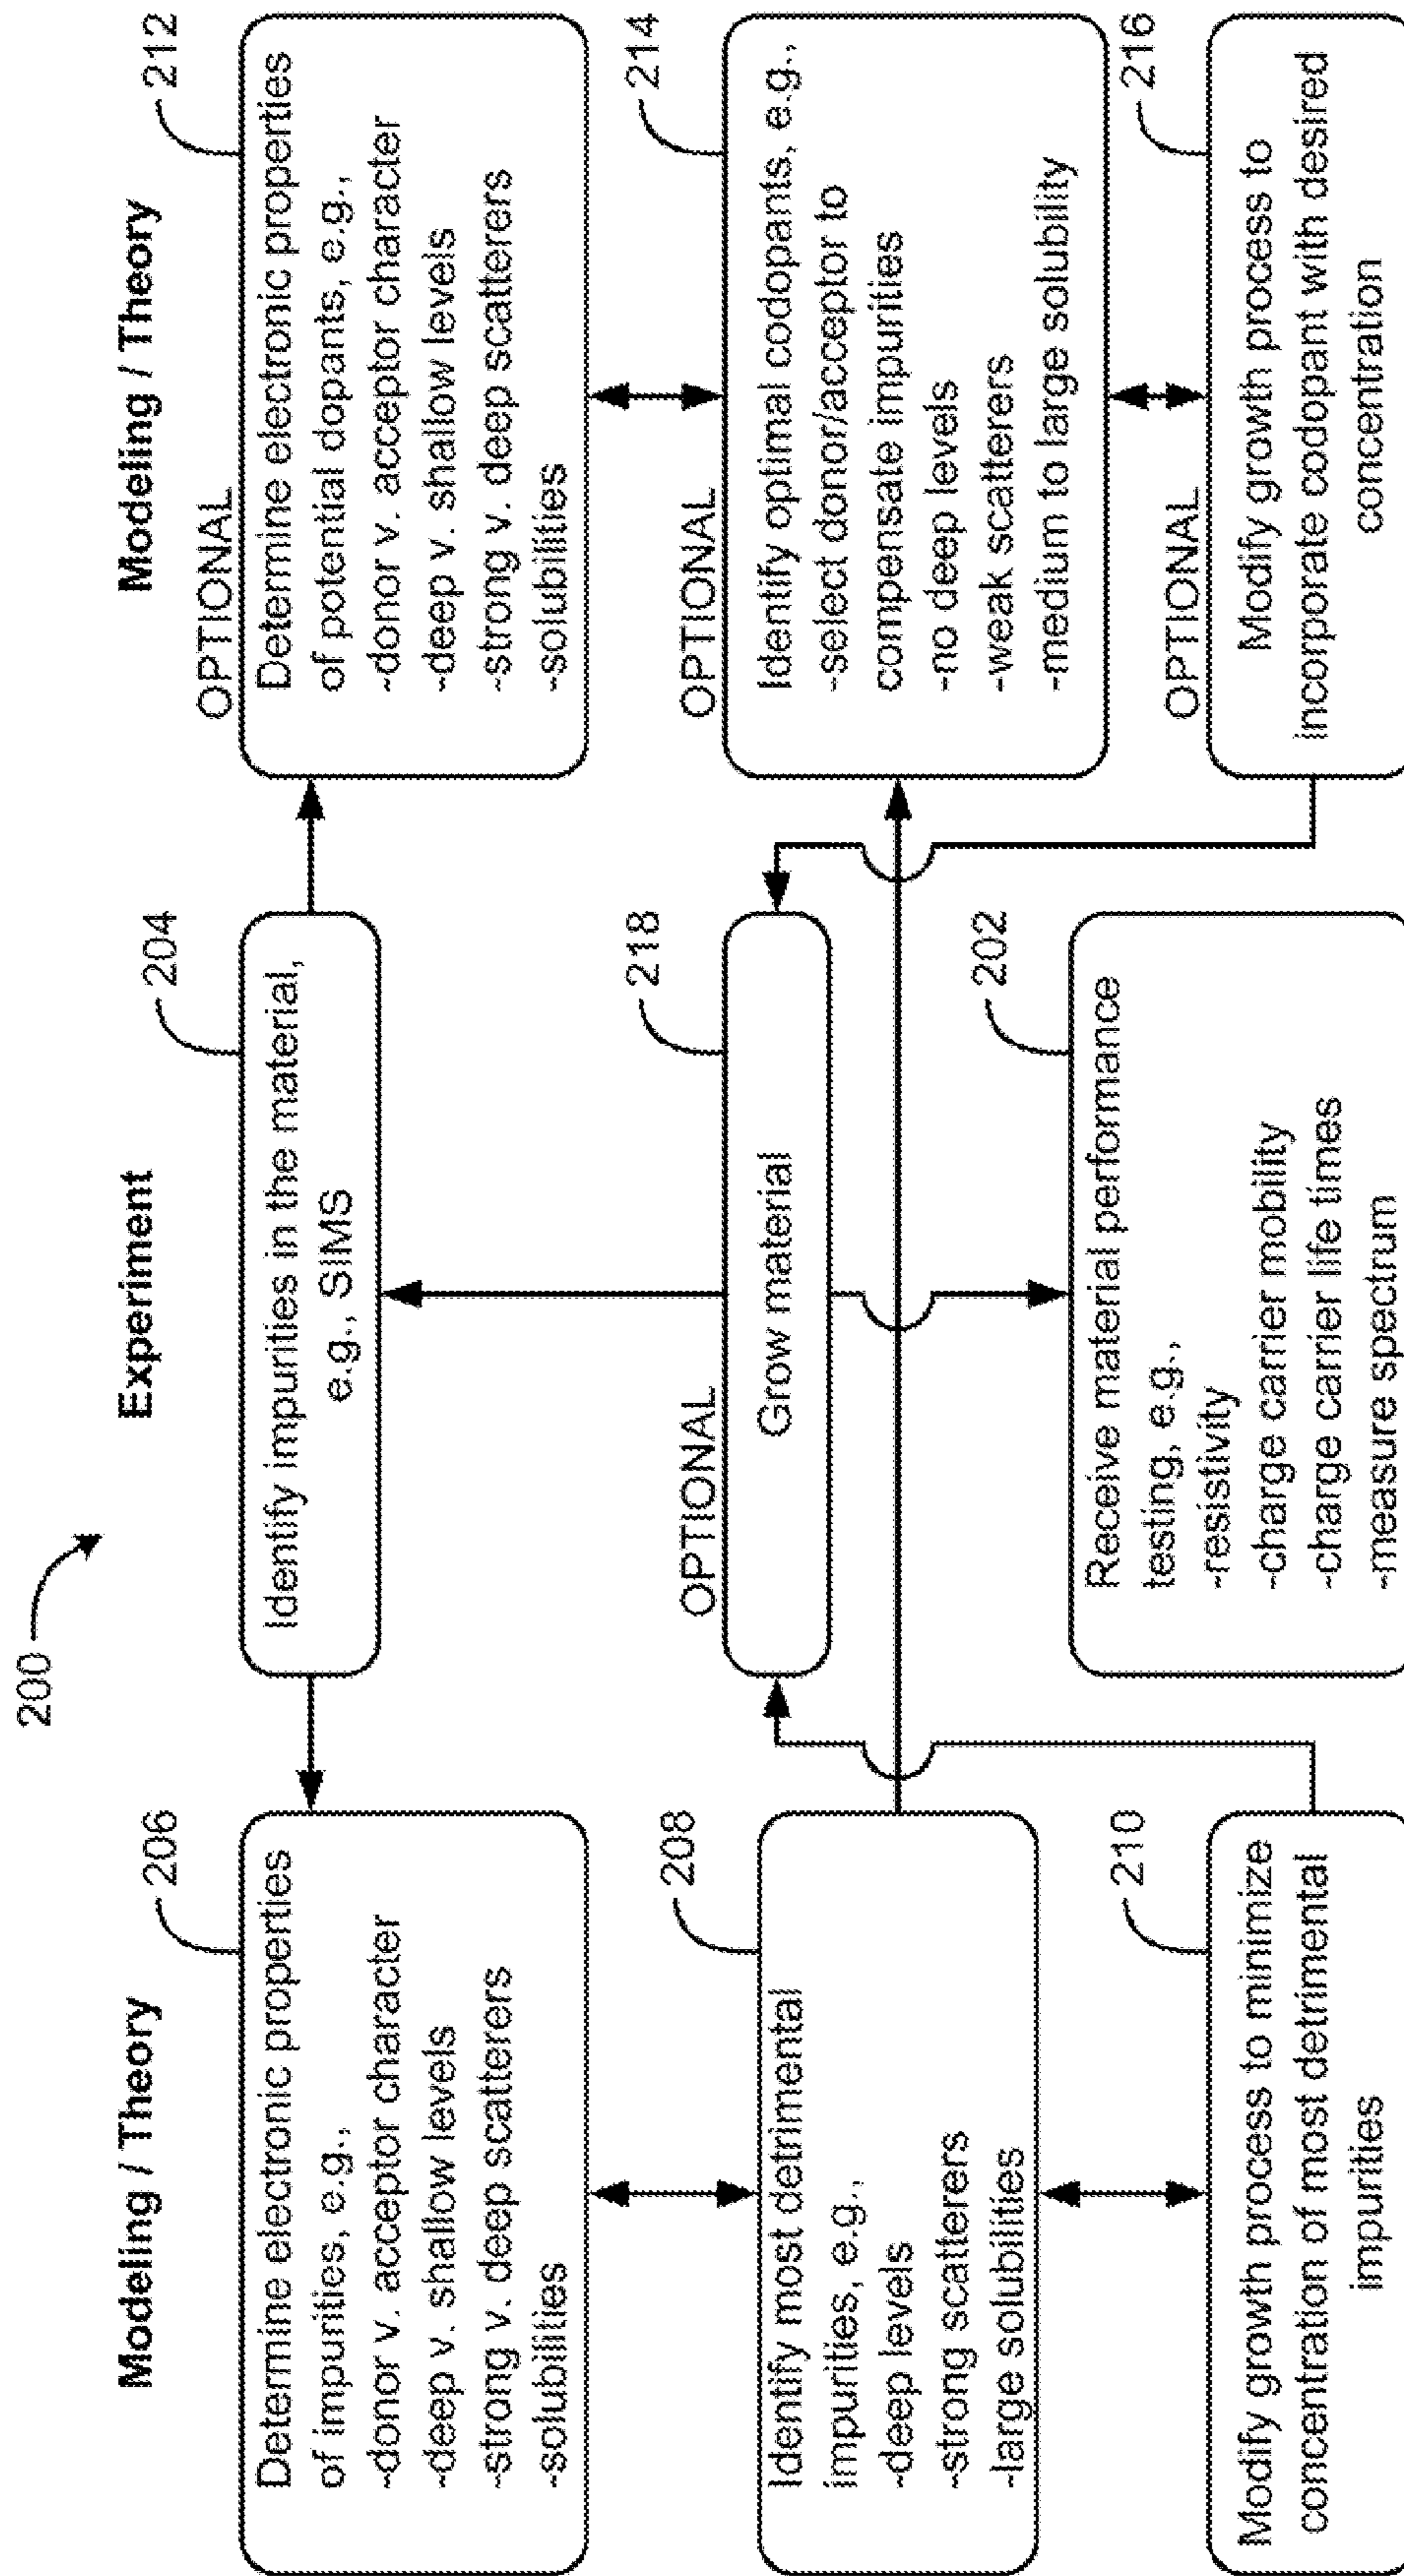 200
Modeling / Theory
206
Determine electronic properties
of impurities, e.g.,
-donor v. acceptor character
-deep v. shallow levels
-strong v. deep scatterers
-solubilities
208
Identify most detrimental
impurities, e.g.,
-deep levels
-strong scatterers
-large solubilities
210
Modify growth process to minimize
concentration of most detrimental
impurities
Experiment
204
Identify impurities in the material,
e.g., SIMS
OPTIONAL
218
Grow material
202
Receive material performance
testing, e.g.,
-resistivity
-charge carrier mobility
-charge carrier life times
-measure spectrum
Modeling / Theory
OPTIONAL
212
Determine electronic properties
of potential dopants, e.g.,
-donor v. acceptor character
-deep v. shallow levels
-strong v. deep scatterers
-solubilities
OPTIONAL
214
Identify optimal codopants, e.g.,
-select donor/acceptor to
compensate impurities
-no deep levels
-weak scatterers
-medium to large solubility
OPTIONAL
216
Modify growth process to
incorporate codopant with desired
concentration